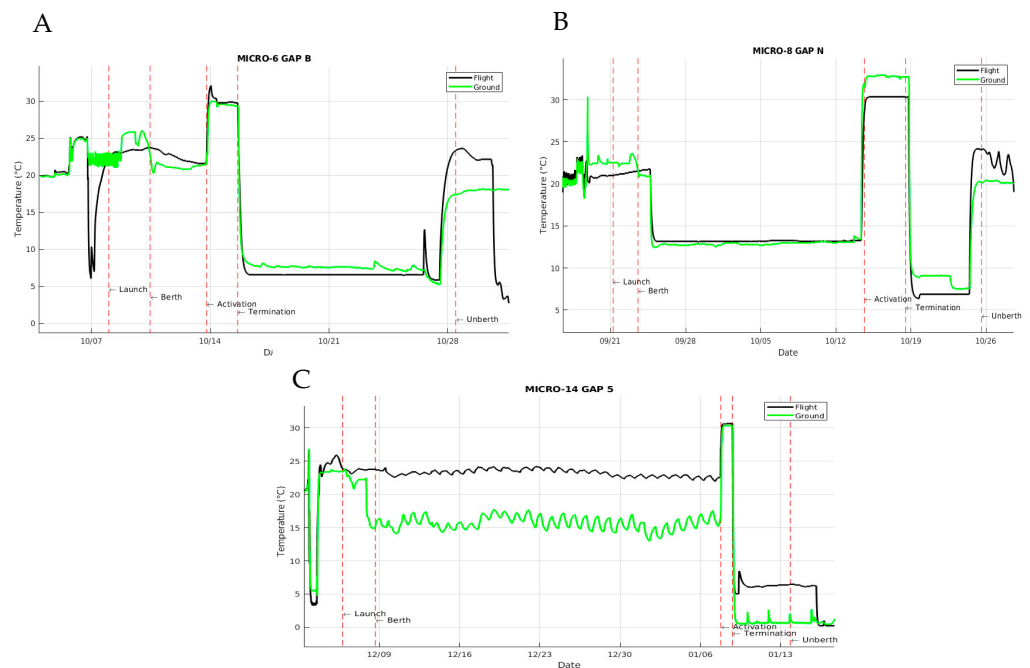 A
MICRO-6 GAP B
Flight
Ground
Temperature (°C)
30
25
20
15
10
5
0
← Launch
← Berth
← Activation
← Termination
← Unberth
10/07
10/14
10/21
10/28
B
MICRO-8 GAP N
Flight
Ground
Temperature (°C)
30
25
20
15
10
5
← Launch
← Berth
← Activation
← Termination
← Unberth
09/21
09/28
10/05
10/12
10/19
10/26
Date
C
MICRO-14 GAP 5
Flight
Ground
Temperature (°C)
30
25
20
15
10
5
0
← Launch
← Berth
← Activation
← Termination
← Unberth
12/09
12/16
12/23
12/30
01/06
01/13
Date